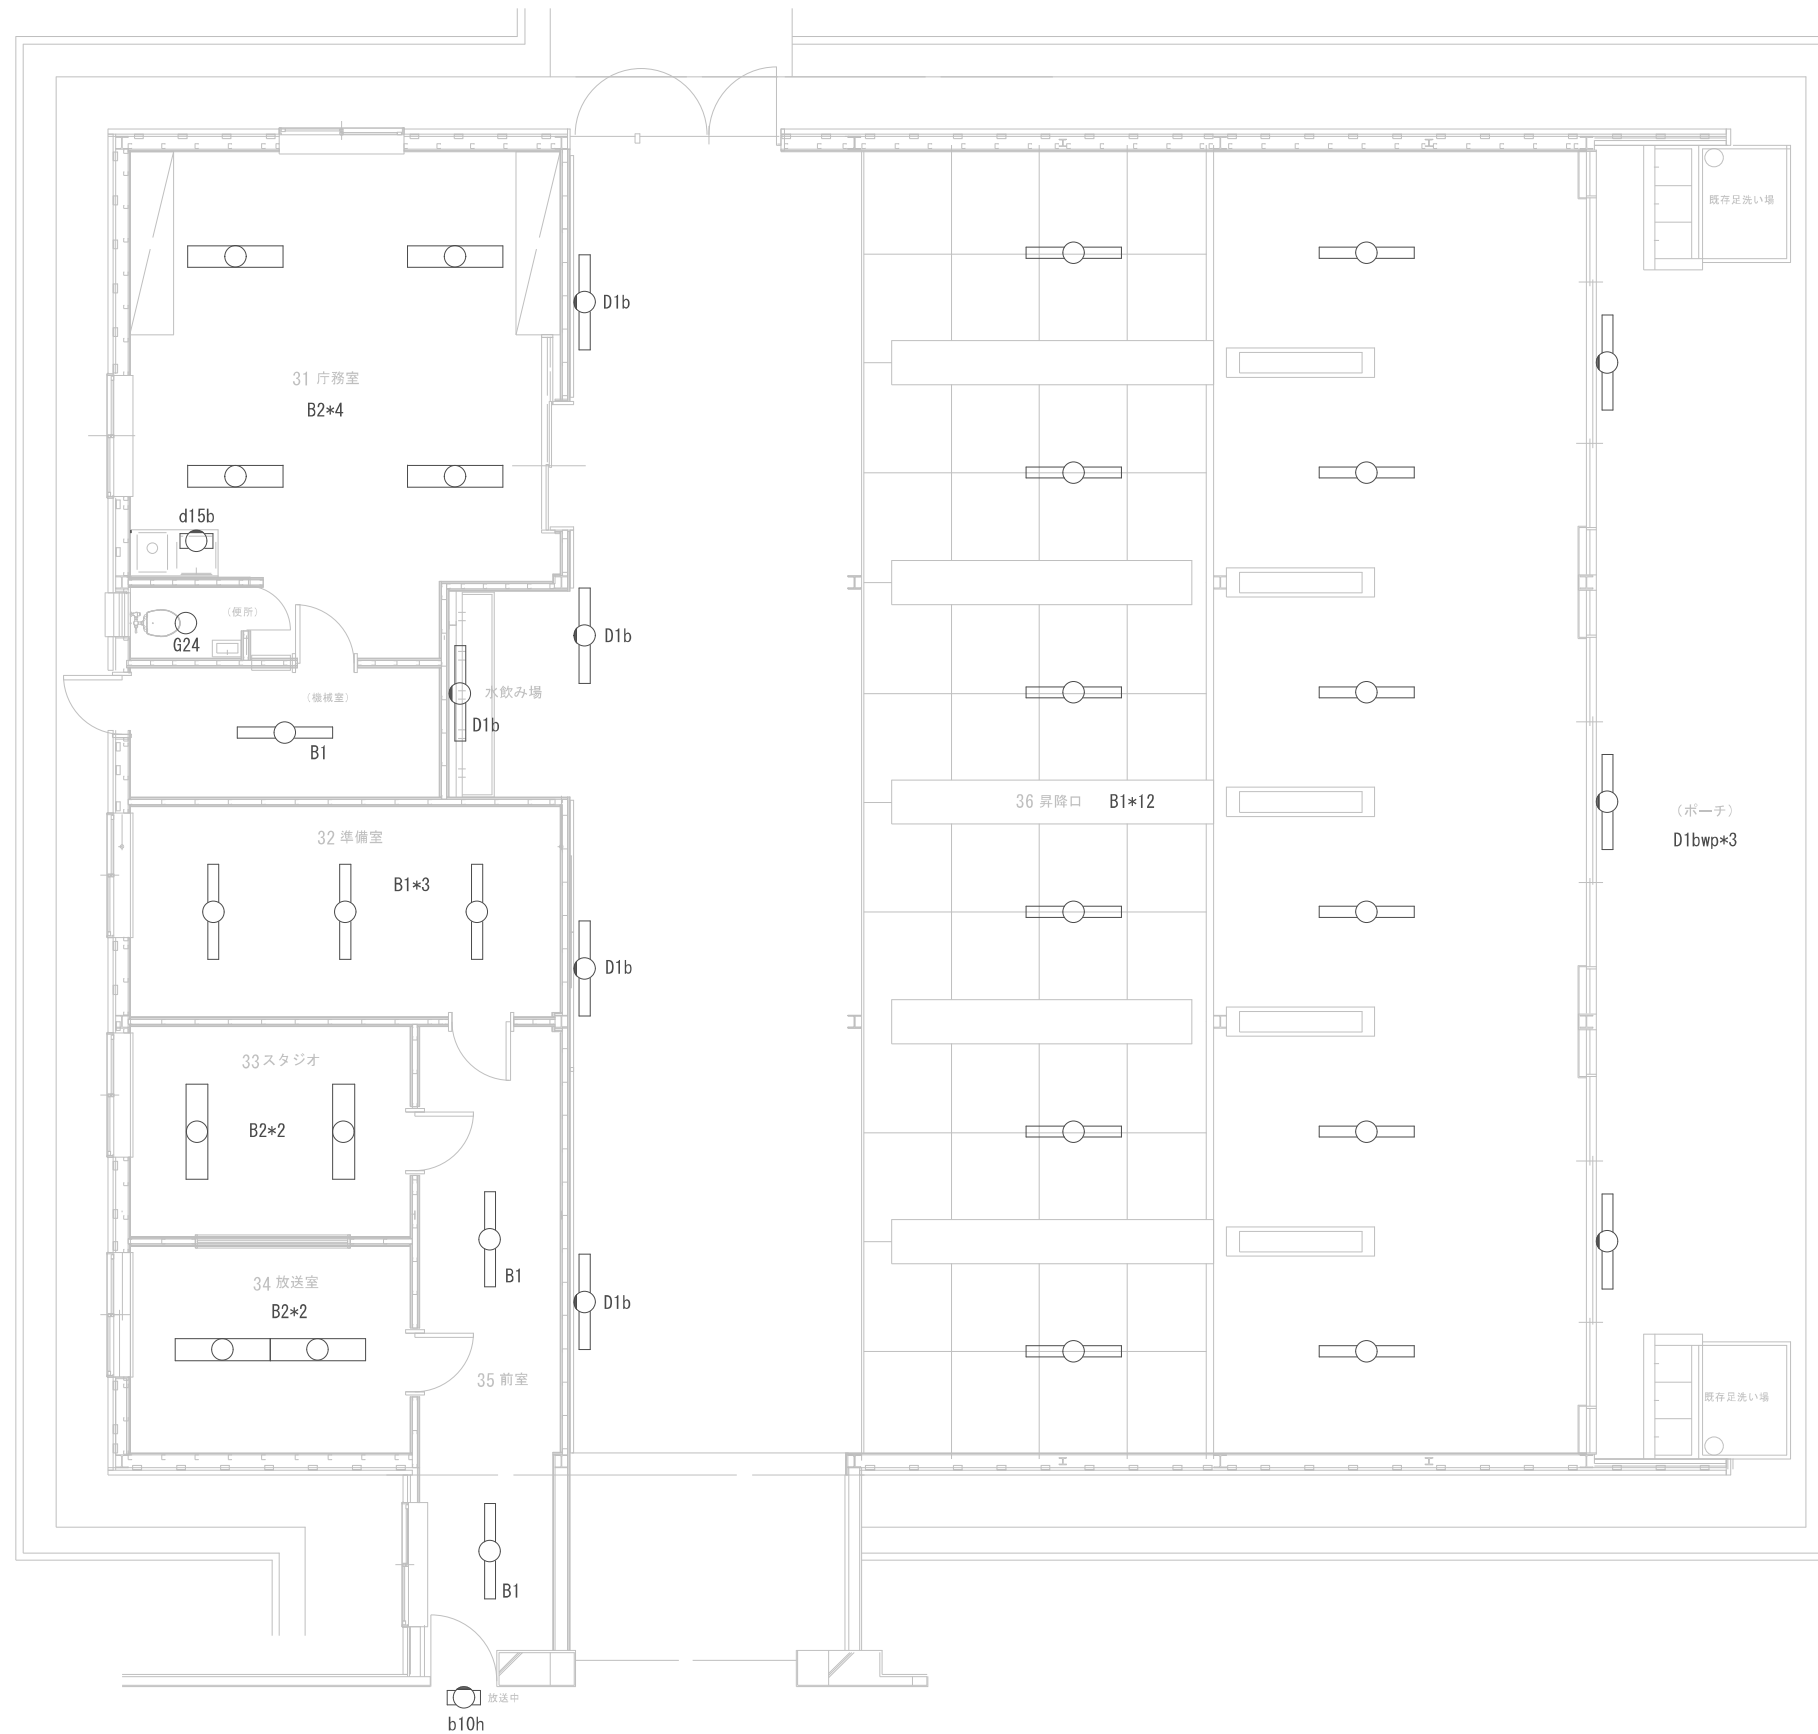 既存足洗い場
D1b
31 庁務室
B2*4
d15b
(便所)
G24
D1b
(機械室)
水飲み場
D1b
B1
36 昇降口 B1*12
(ポーチ)
D1bwp*3
32 準備室
B1*3
D1b
33 スタジオ
B2*2
34 放送室
B2*2
B1
D1b
35 前室
既存足洗い場
B1
放送中
b10h